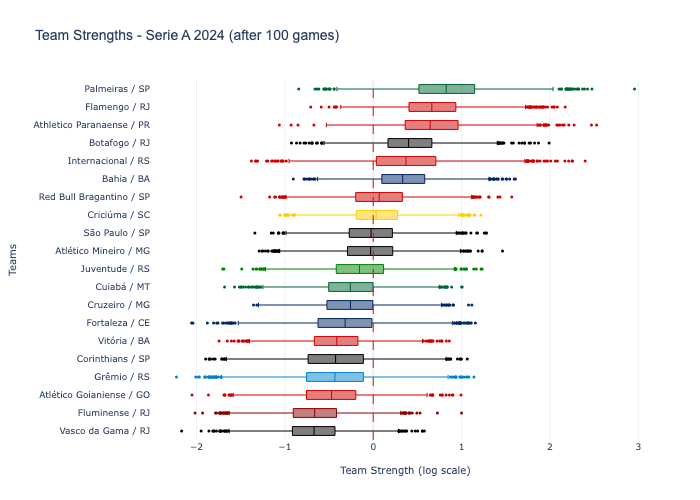 Team Strengths - Serie A 2024 (after 100 games)
Palmeiras / SP
Flamengo / RJ
Athletico Paranaense / PR
Botafogo / RJ
Internacional / RS
Bahia / BA
Red Bull Bragantino / SP
Criciúma / SC
São Paulo / SP
Atlético Mineiro / MG
Juventude / RS
Cuiabá / MT
Cruzeiro / MG
Fortaleza / CE
Vitória / BA
Corinthians / SP
Grêmio / RS
Atlético Goianiense / GO
Fluminense / RJ
Vasco da Gama / RJ
Teams
−2 −1 0 1 2 3
Team Strength (log scale)